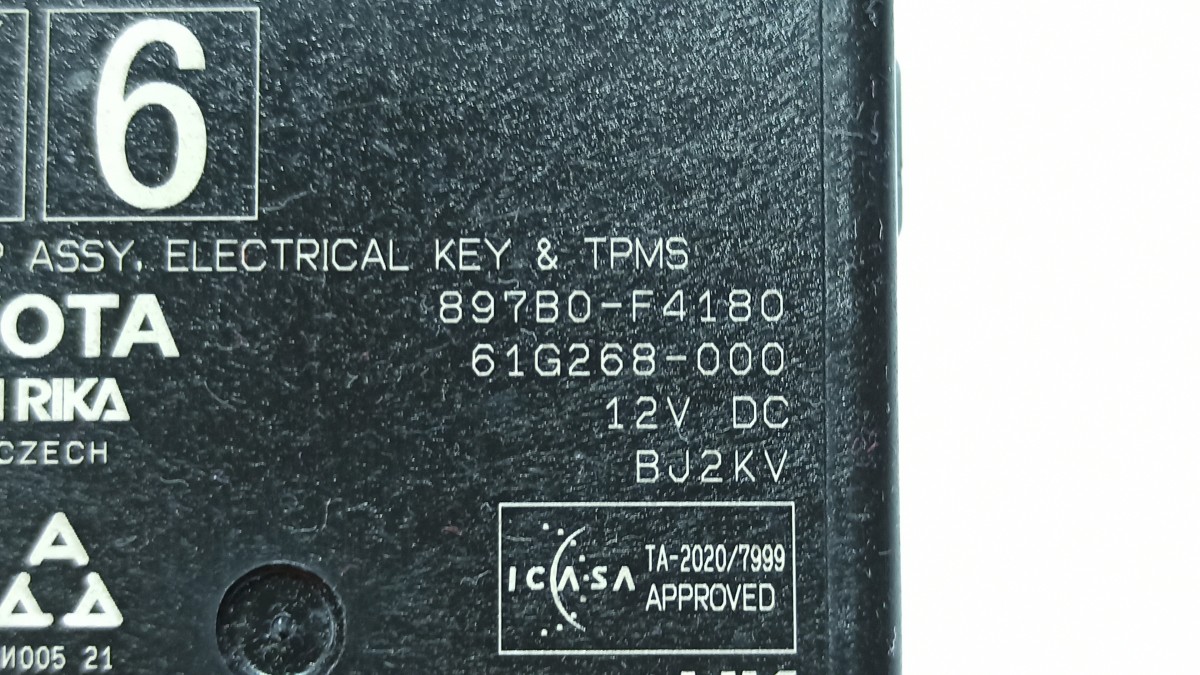 6
ASSY, ELECTRICAL KEY & TPMS
897B0-F4180
OTA
61G268-000
RIKA
12V DC
CZECH
BJ2KV
ICASA
TA-2020/7999
APPROVED
И005 21